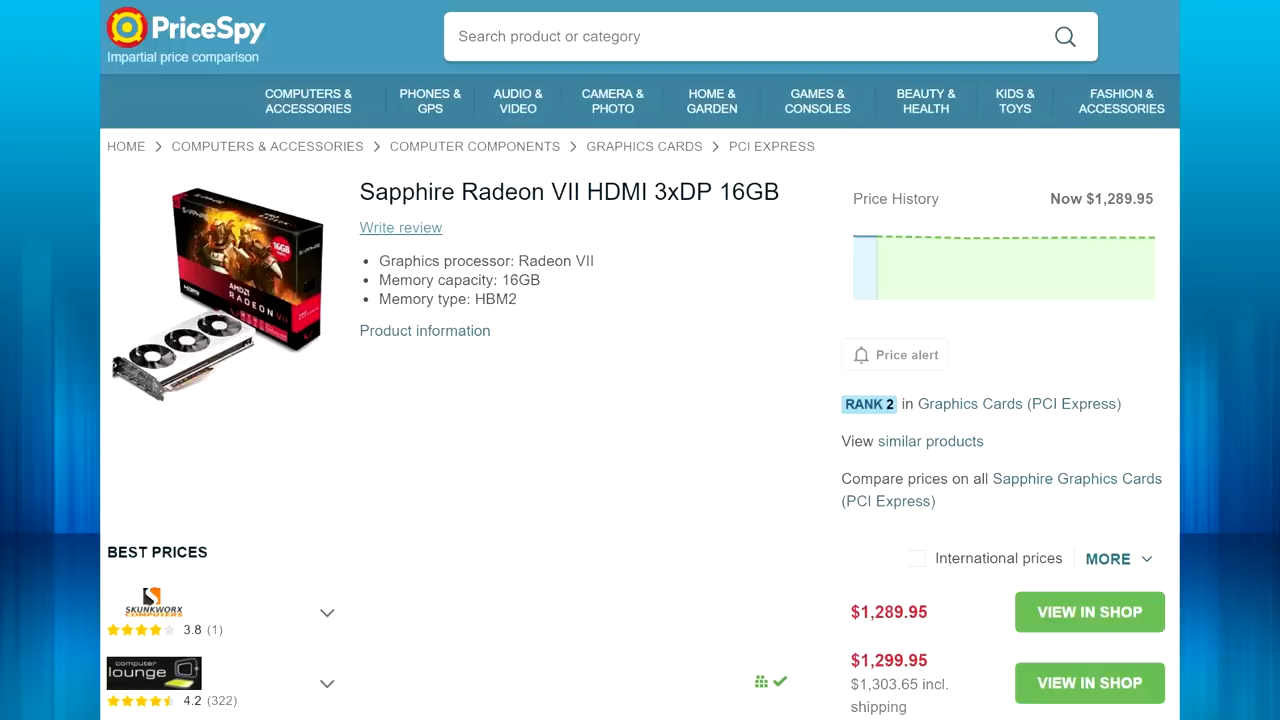 PriceSpy
Impartial price comparison
Search product or category
COMPUTERS &
ACCESSORIES
PHONES &
GPS
AUDIO &
VIDEO
CAMERA &
PHOTO
HOME &
GARDEN
GAMES &
CONSOLES
BEAUTY &
HEALTH
KIDS &
TOYS
FASHION &
ACCESSORIES
HOME > COMPUTERS & ACCESSORIES > COMPUTER COMPONENTS > GRAPHICS CARDS > PCI EXPRESS
SAPPHIRE
SAPPHIRE
16GB
HDMI
AMD
RADEON VII
Sapphire Radeon VII HDMI 3xDP 16GB
Write review
• Graphics processor: Radeon VII
• Memory capacity: 16GB
• Memory type: HBM2
Product information
Price History
Now $1,289.95
Price alert
RANK 2 in Graphics Cards (PCI Express)
View similar products
Compare prices on all Sapphire Graphics Cards
(PCI Express)
BEST PRICES
International prices
MORE
SKUNKWORX
COMPUTERS
3.8 (1)
$1,289.95
VIEW IN SHOP
computer
lounge
4.2 (322)
$1,299.95
$1,303.65 incl.
shipping
VIEW IN SHOP